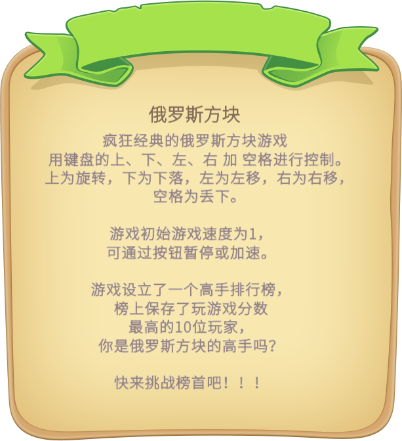 俄罗斯方块
疯狂经典的俄罗斯方块游戏
用键盘的上、下、左、右 加 空格进行控制。
上为旋转，下为下落，左为左移，右为右移，
空格为丢下。
游戏初始游戏速度为1，
可通过按钮暂停或加速。
游戏设立了一个高手排行榜，
榜上保存了玩游戏分数
最高的10位玩家，
你是俄罗斯方块的高手吗？
快来挑战榜首吧！！！